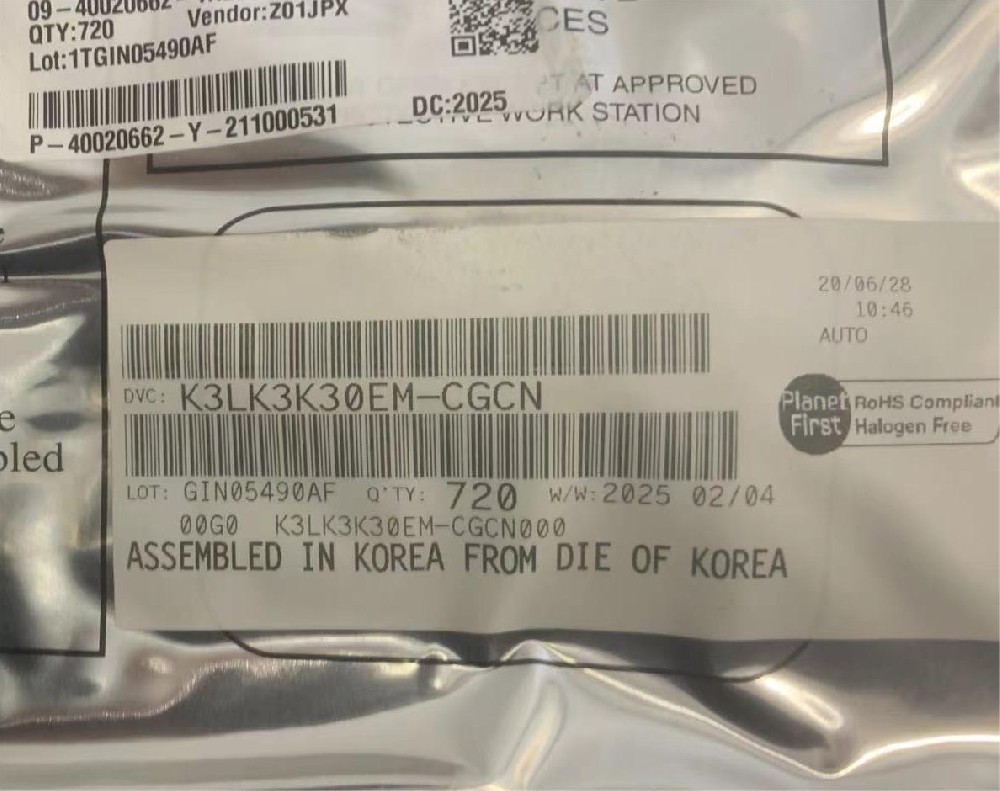 Vendor:Z01JPX
QTY:720
Lot:1TGIN05490AF
P-40020662-Y-211000531
DC:2025
CES
AT APPROVED
WORK STATION
20/06/28
10:46
AUTO
DVC: K3LK3K30EM-CGCN
Planet First
RoHS Compliant
Halogen Free
LOT: GIN05490AF Q'TY: 720 W/W:2025 02/04
00G0 K3LK3K30EM-CGCN000
ASSEMBLED IN KOREA FROM DIE OF KOREA